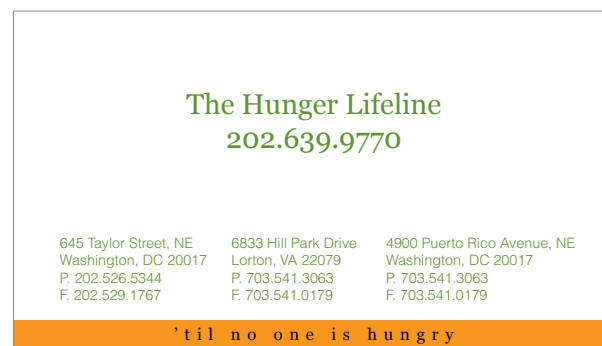 The Hunger Lifeline
202.639.9770
645 Taylor Street, NE
Washington, DC 20017
P. 202.526.5344
F. 202.529.1767
6833 Hill Park Drive
Lorton, VA 22079
P. 703.541.3063
F. 703.541.0179
4900 Puerto Rico Avenue, NE
Washington, DC 20017
P. 703.541.3063
F. 703.541.0179
’til no one is hungry